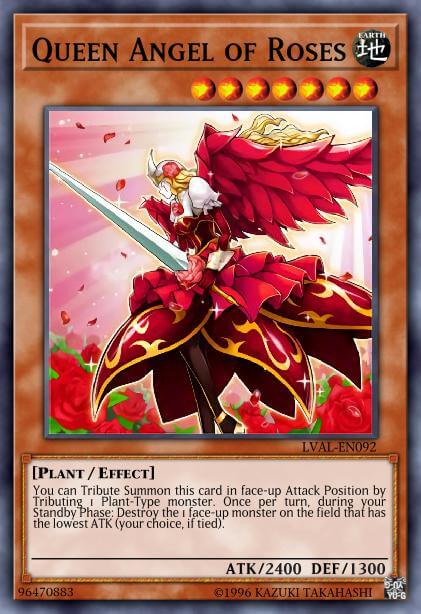 QUEEN ANGEL OF ROSES
EARTH
地
LVAL-EN092
[PLANT / EFFECT]
You can Tribute Summon this card in face-up Attack Position by
Tributing 1 Plant-Type monster. Once per turn, during your
Standby Phase: Destroy the 1 face-up monster on the field that has
the lowest ATK (your choice, if tied).
ATK/2400 DEF/1300
96470883
©1996 KAZUKI TAKAHASHI